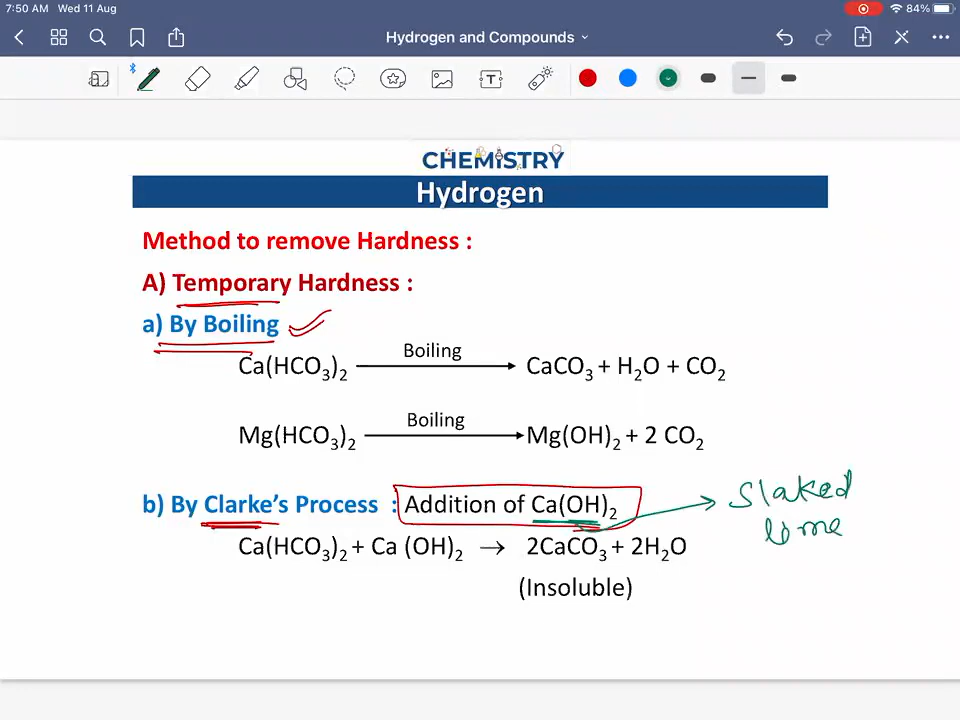 7:50 AM Wed 11 Aug
84%
Hydrogen and Compounds
T
CHEMISTRY
Hydrogen
Method to remove Hardness :
A) Temporary Hardness :
a) By Boiling
Boiling
Ca(HCO₃)₂ → CaCO₃ + H₂O + CO₂
Boiling
Mg(HCO₃)₂ → Mg(OH)₂ + 2 CO₂
b) By Clarke's Process : Addition of Ca(OH)₂
Slaked
lime
Ca(HCO₃)₂ + Ca (OH)₂ → 2CaCO₃ + 2H₂O
(Insoluble)